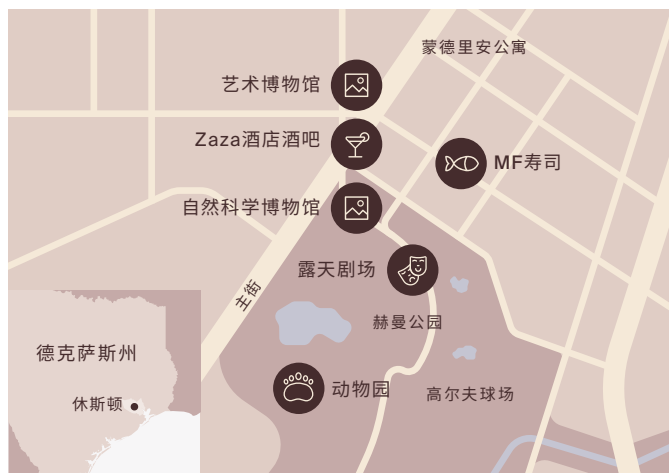 蒙德里安公寓
艺术博物馆
Zaza酒店酒吧
MF寿司
自然科学博物馆
露天剧场
主街
赫曼公园
德克萨斯州
动物园
高尔夫球场
休斯顿